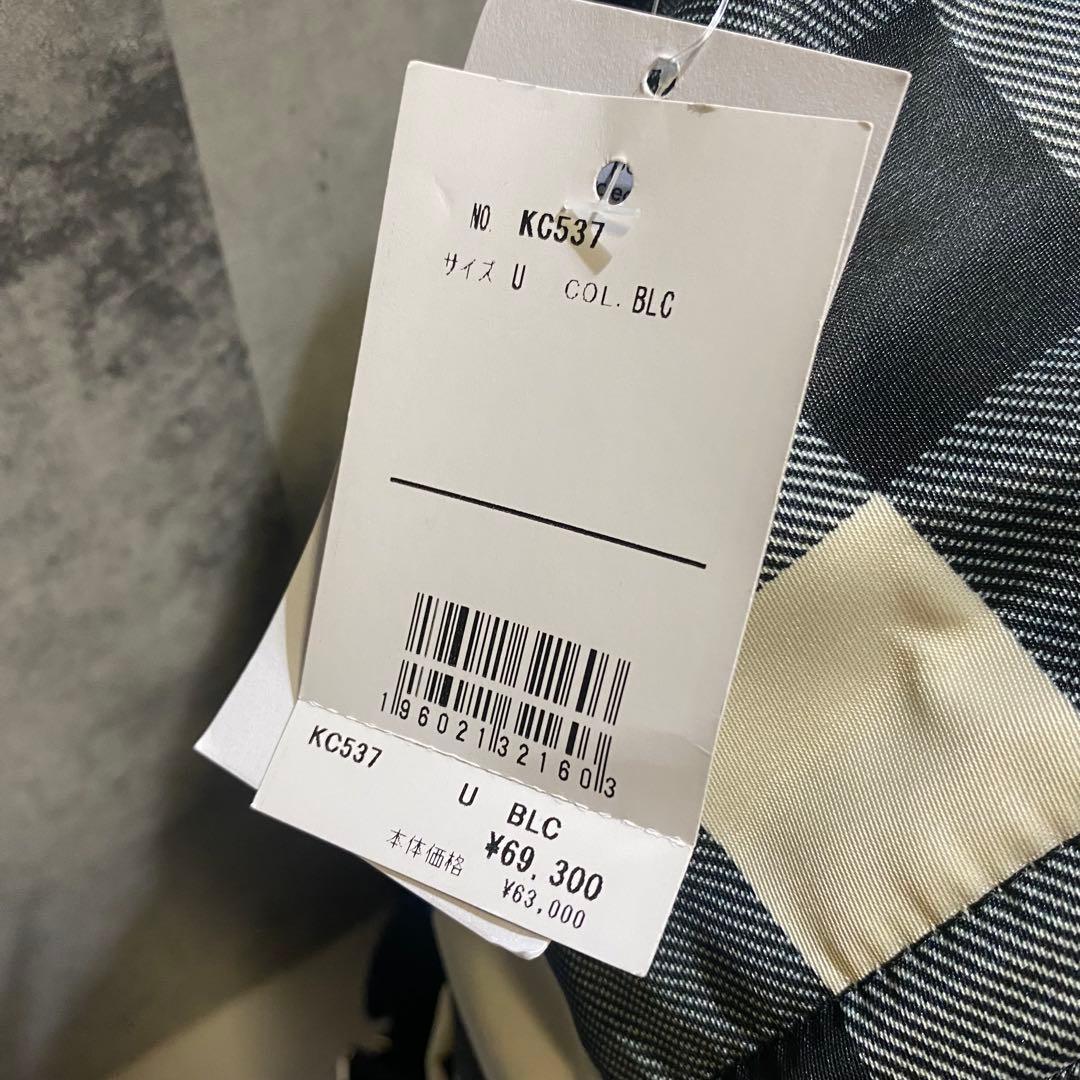 NO. KC537
サイズ U COL. BLC
196021321603
KC537
U BLC
¥69,300
本体価格 ¥63,000